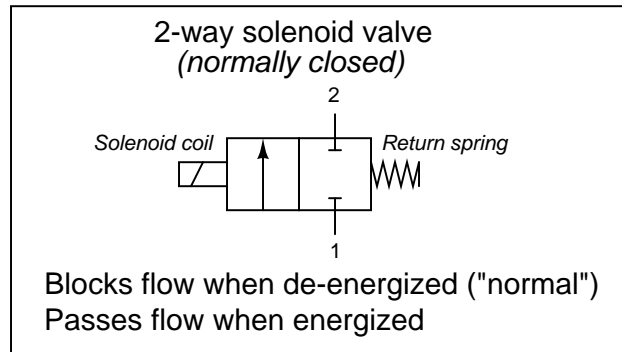 2-way solenoid valve
(normally closed)
2
Solenoid coil
Return spring
1
Blocks flow when de-energized ("normal")
Passes flow when energized